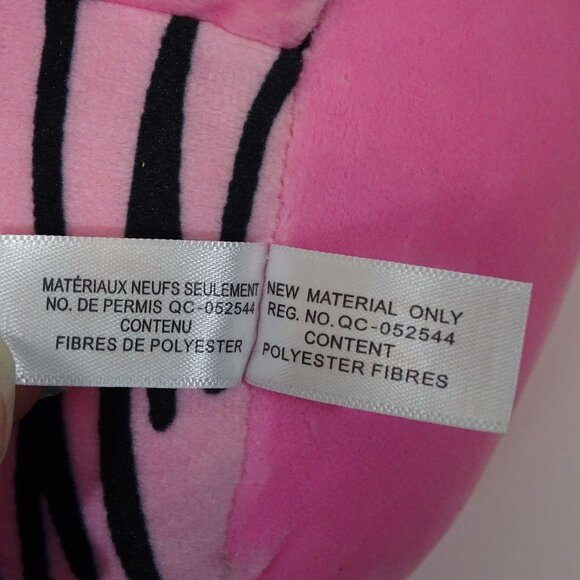 MATÉRIAUX NEUFS SEULEMENT
NO. DE PERMIS QC-052544
CONTENU
FIBRES DE POLYESTER
NEW MATERIAL ONLY
REG. NO. QC-052544
CONTENT
POLYESTER FIBRES